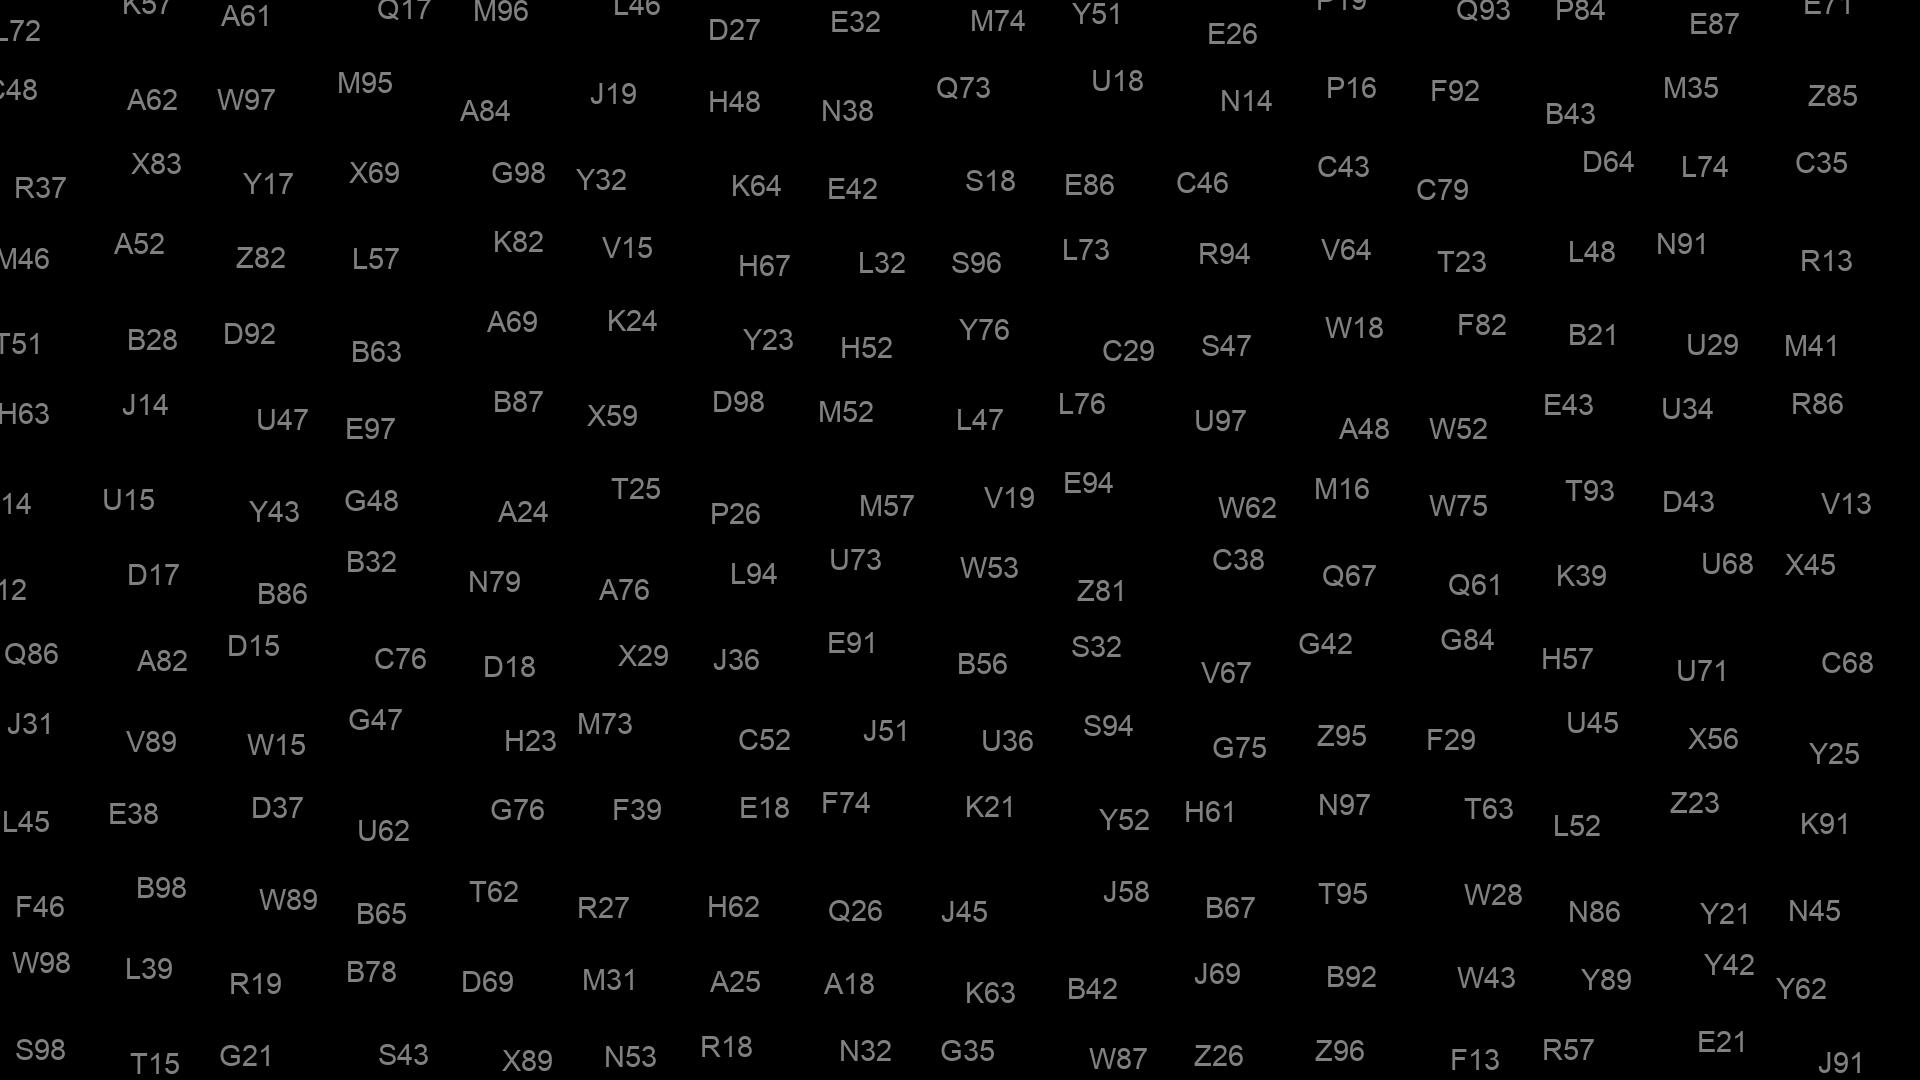 L72 K57 A61 Q17 M96 L46 D27 E32 M74 Y51 E26 P19 Q93 P84 E87 E71
C48 A62 W97 M95 A84 J19 H48 N38 Q73 U18 N14 P16 F92 B43 M35 Z85
R37 X83 Y17 X69 G98 Y32 K64 E42 S18 E86 C46 C43 C79 D64 L74 C35
M46 A52 Z82 L57 K82 V15 H67 L32 S96 L73 R94 V64 T23 L48 N91 R13
T51 B28 D92 B63 A69 K24 Y23 H52 Y76 C29 S47 W18 F82 B21 U29 M41
H63 J14 U47 E97 B87 X59 D98 M52 L47 L76 U97 A48 W52 E43 U34 R86
14 U15 Y43 G48 A24 T25 P26 M57 V19 E94 W62 M16 W75 T93 D43 V13
12 D17 B86 B32 N79 A76 L94 U73 W53 Z81 C38 Q67 Q61 K39 U68 X45
Q86 A82 D15 C76 D18 X29 J36 E91 B56 S32 V67 G42 G84 H57 U71 C68
J31 V89 W15 G47 H23 M73 C52 J51 U36 S94 G75 Z95 F29 U45 X56 Y25
L45 E38 D37 U62 G76 F39 E18 F74 K21 Y52 H61 N97 T63 L52 Z23 K91
F46 B98 W89 B65 T62 R27 H62 Q26 J45 J58 B67 T95 W28 N86 Y21 N45
W98 L39 R19 B78 D69 M31 A25 A18 K63 B42 J69 B92 W43 Y89 Y42 Y62
S98 T15 G21 S43 X89 N53 R18 N32 G35 W87 Z26 Z96 F13 R57 E21 J91